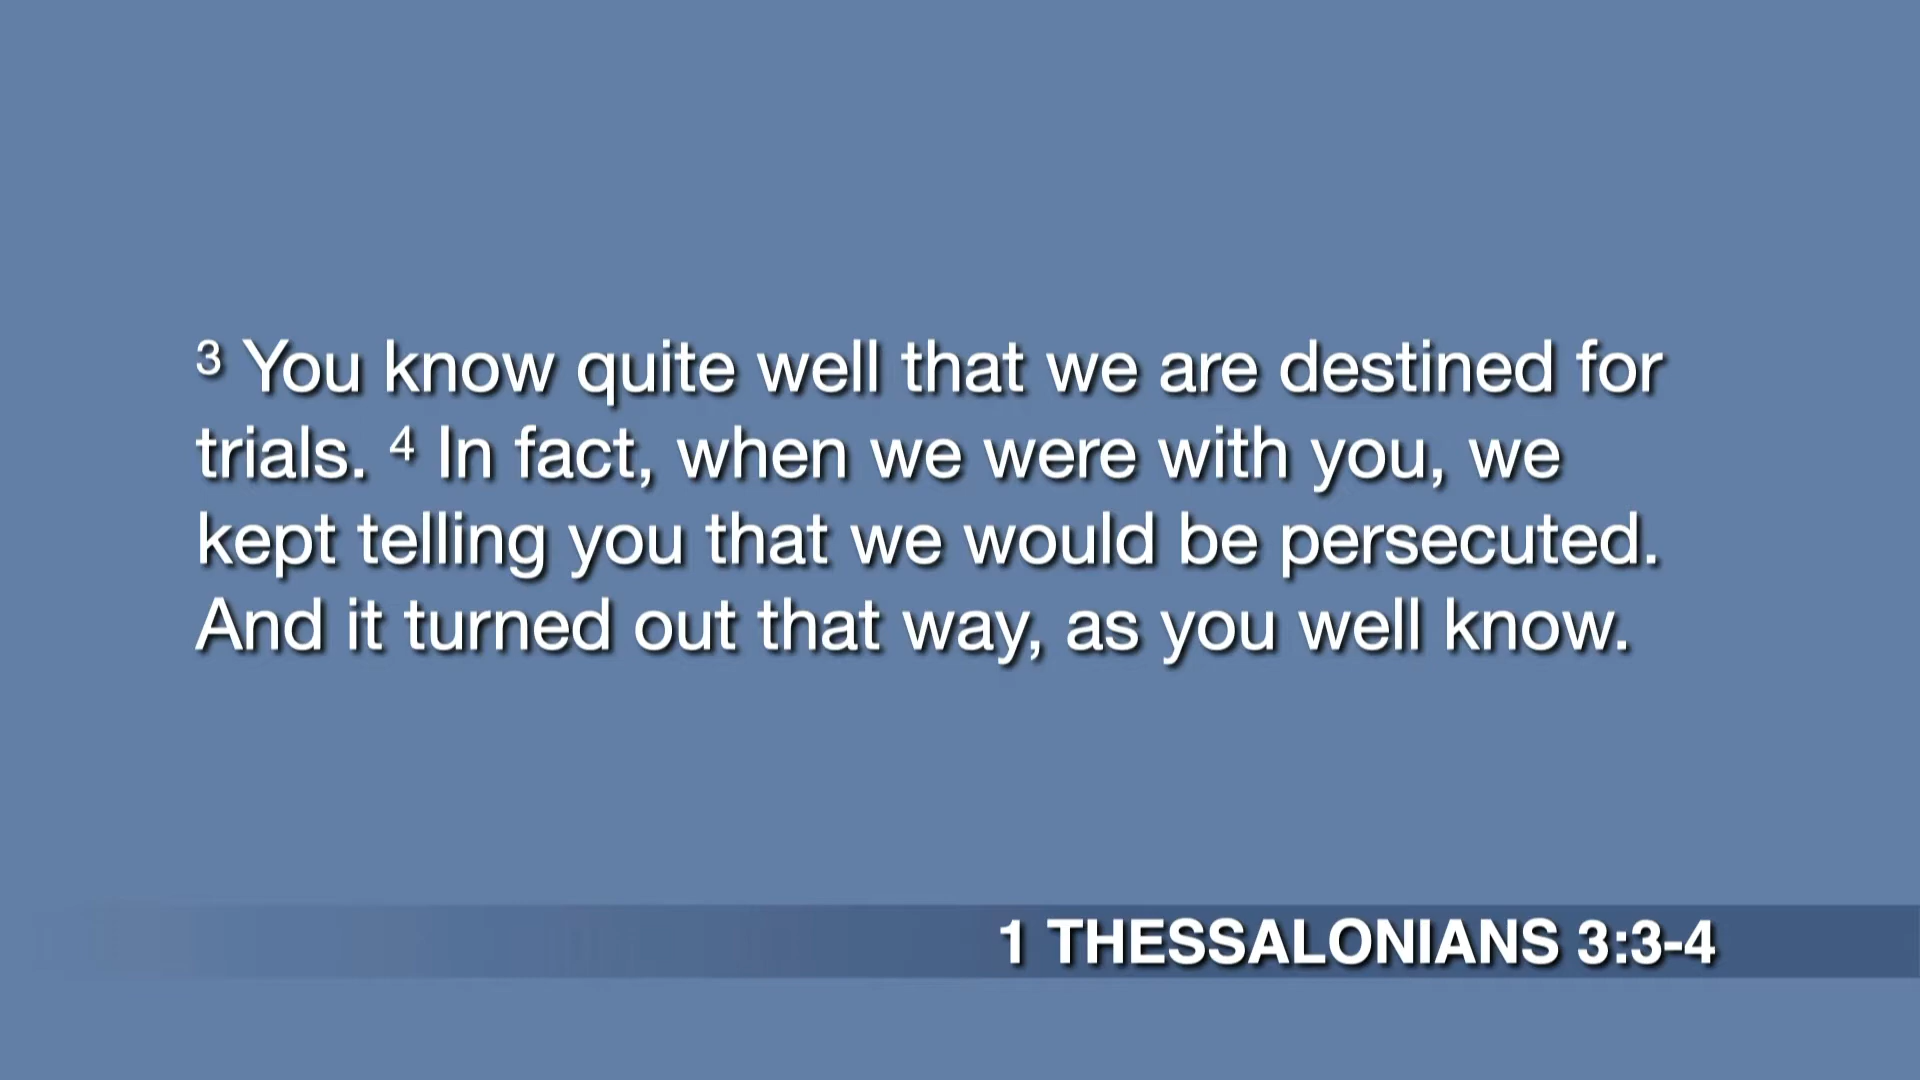 ³ You know quite well that we are destined for
trials. ⁴ In fact, when we were with you, we
kept telling you that we would be persecuted.
And it turned out that way, as you well know.
1 THESSALONIANS 3:3-4